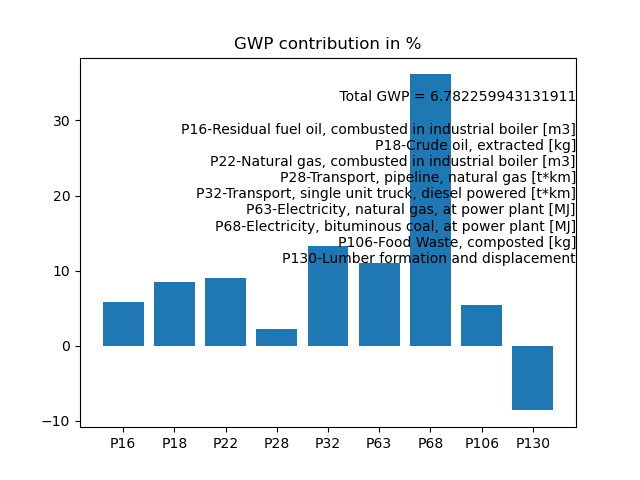 GWP contribution in %
Total GWP = 6.782259943131911
P16-Residual fuel oil, combusted in industrial boiler [m3]
P18-Crude oil, extracted [kg]
P22-Natural gas, combusted in industrial boiler [m3]
P28-Transport, pipeline, natural gas [t*km]
P32-Transport, single unit truck, diesel powered [t*km]
P63-Electricity, natural gas, at power plant [MJ]
P68-Electricity, bituminous coal, at power plant [MJ]
P106-Food Waste, composted [kg]
P130-Lumber formation and displacement
30
20
10
0
−10
P16 P18 P22 P28 P32 P63 P68 P106 P130